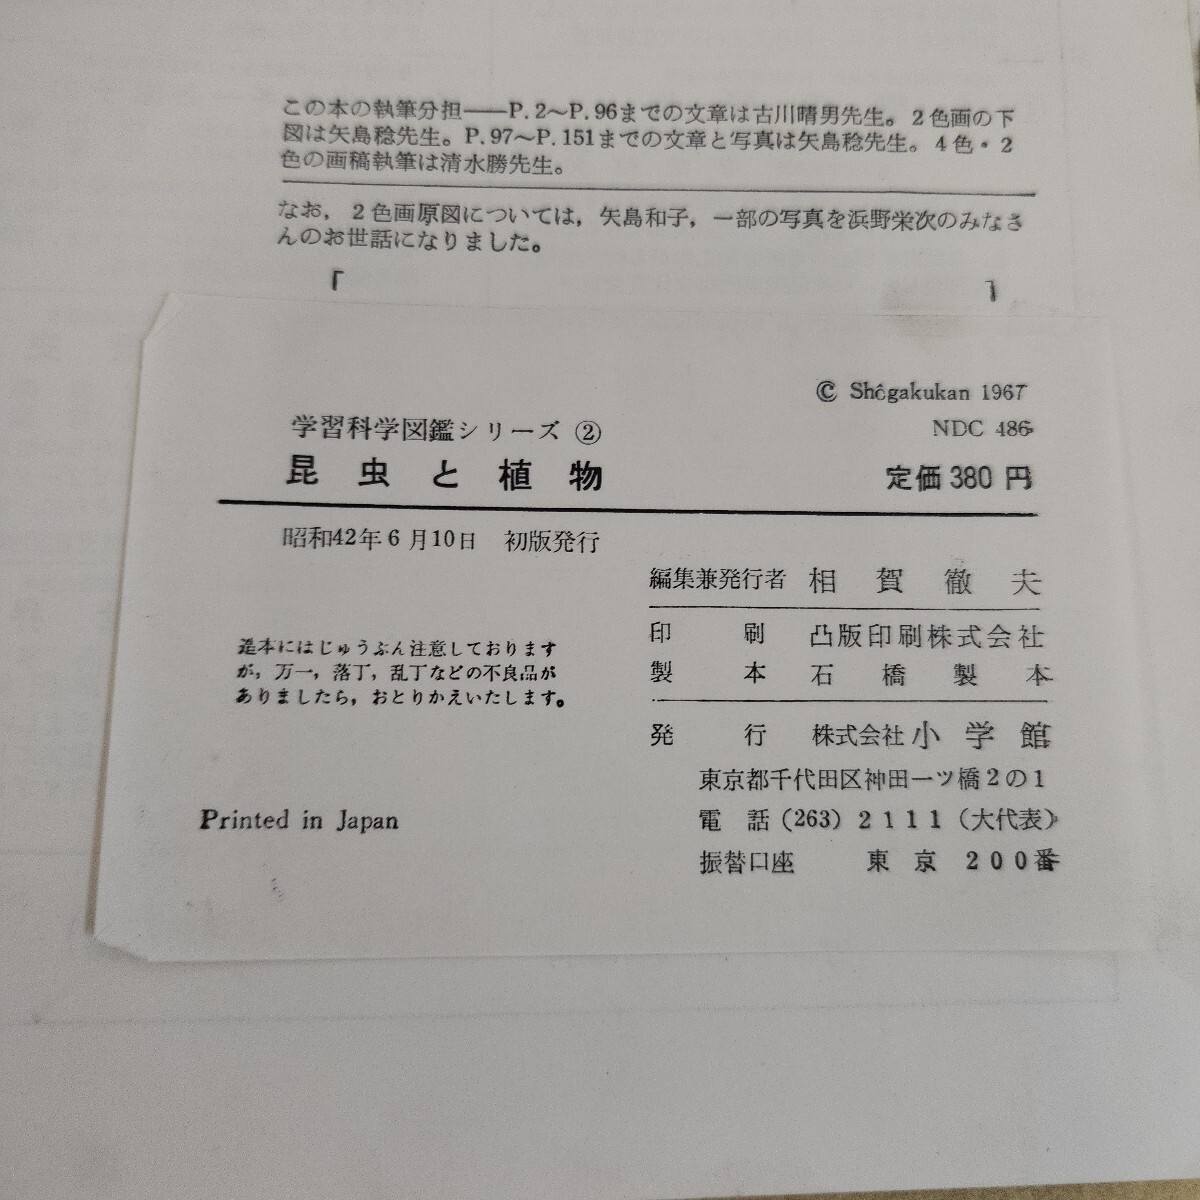 この本の執筆分担——P.2〜P.96までの文章は古川晴男先生。2色画の下
図は矢島稔先生。P.97〜P.151までの文章と写真は矢島稔先生。4色・2
色の画稿執筆は清水勝先生。
なお，2色画原図については，矢島和子，一部の写真を浜野栄次のみなさ
んのお世話になりました。
「 」
© Shôgakukan 1967
学習科学図鑑シリーズ ②
NDC 486
昆虫と植物
定価380円
昭和42年6月10日 初版発行
編集兼発行者 相賀徹夫
印刷 凸版印刷株式会社
造本にはじゅうぶん注意しております
が，万一，落丁，乱丁などの不良品が
ありましたら，おとりかえいたします。
製本 石橋製本
発行 株式会社 小学館
東京都千代田区神田一ツ橋2の1
Printed in Japan
電話 (263) 2111 (大代表)
振替口座 東京 200番